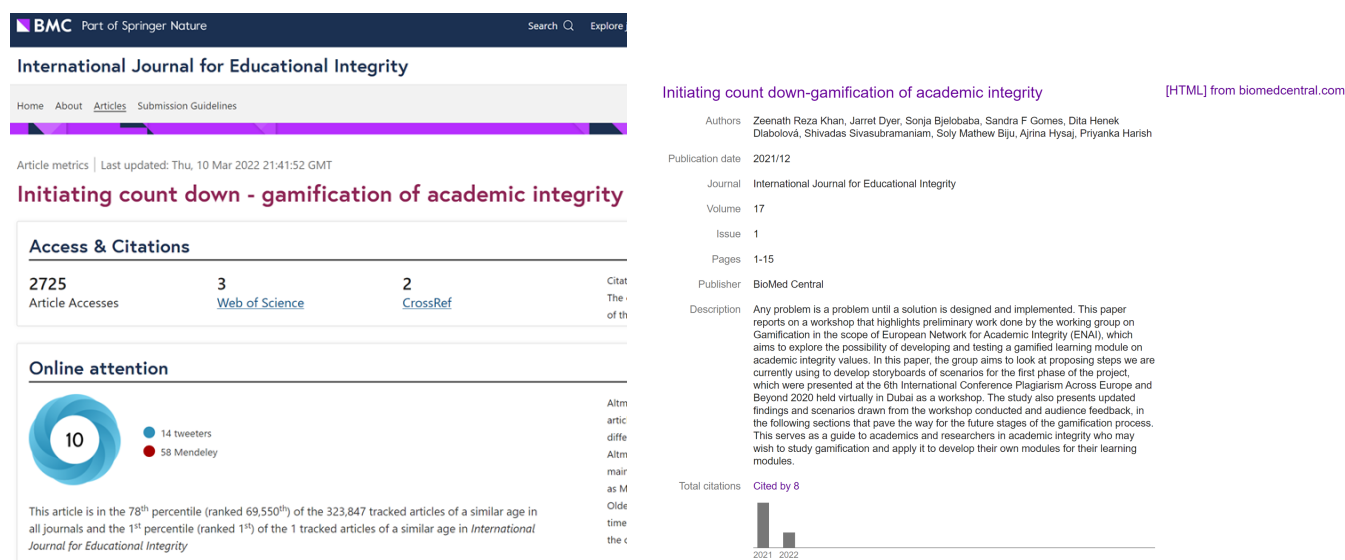 BMC Part of Springer Nature
Search
Explore
International Journal for Educational Integrity
Home About Articles Submission Guidelines
Article metrics | Last updated: Thu, 10 Mar 2022 21:41:52 GMT
Initiating count down - gamification of academic integrity
Access & Citations
2725
Article Accesses
3
Web of Science
2
CrossRef
The
of th
Online attention
10
14 tweeters
58 Mendeley
This article is in the 78th percentile (ranked 69,550th) of the 323,847 tracked articles of a similar age in
all journals and the 1st percentile (ranked 1st) of the 1 tracked articles of a similar age in International
Journal for Educational Integrity
Citat
Altm
artic
diffe
Altm
main
as M
Olde
time
the c
Initiating count down-gamification of academic integrity
[HTML] from biomedcentral.com
Authors Zeenath Reza Khan, Jarret Dyer, Sonja Bjelobaba, Sandra F Gomes, Dita Henek
Dlabolová, Shivadas Sivasubramaniam, Soly Mathew Biju, Ajrina Hysaj, Priyanka Harish
Publication date 2021/12
Journal International Journal for Educational Integrity
Volume 17
Issue 1
Pages 1-15
Publisher BioMed Central
Description Any problem is a problem until a solution is designed and implemented. This paper
reports on a workshop that highlights preliminary work done by the working group on
Gamification in the scope of European Network for Academic Integrity (ENAI), which
aims to explore the possibility of developing and testing a gamified learning module on
academic integrity values. In this paper, the group aims to look at proposing steps we are
currently using to develop storyboards of scenarios for the first phase of the project,
which were presented at the 6th International Conference Plagiarism Across Europe and
Beyond 2020 held virtually in Dubai as a workshop. The study also presents updated
findings and scenarios drawn from the workshop conducted and audience feedback, in
the following sections that pave the way for the future stages of the gamification process.
This serves as a guide to academics and researchers in academic integrity who may
wish to study gamification and apply it to develop their own modules for their learning
modules.
Total citations Cited by 8
2021 2022